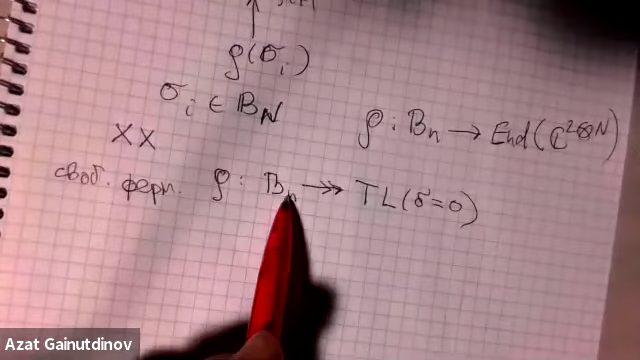 ρ(σ_i)
σ_i ∈ B_N
ρ : B_n → End(ℂ^{2⊗N})
XX
своб. ферм. ρ : B_n ↠ TL(δ=0)
Azat Gainutdinov